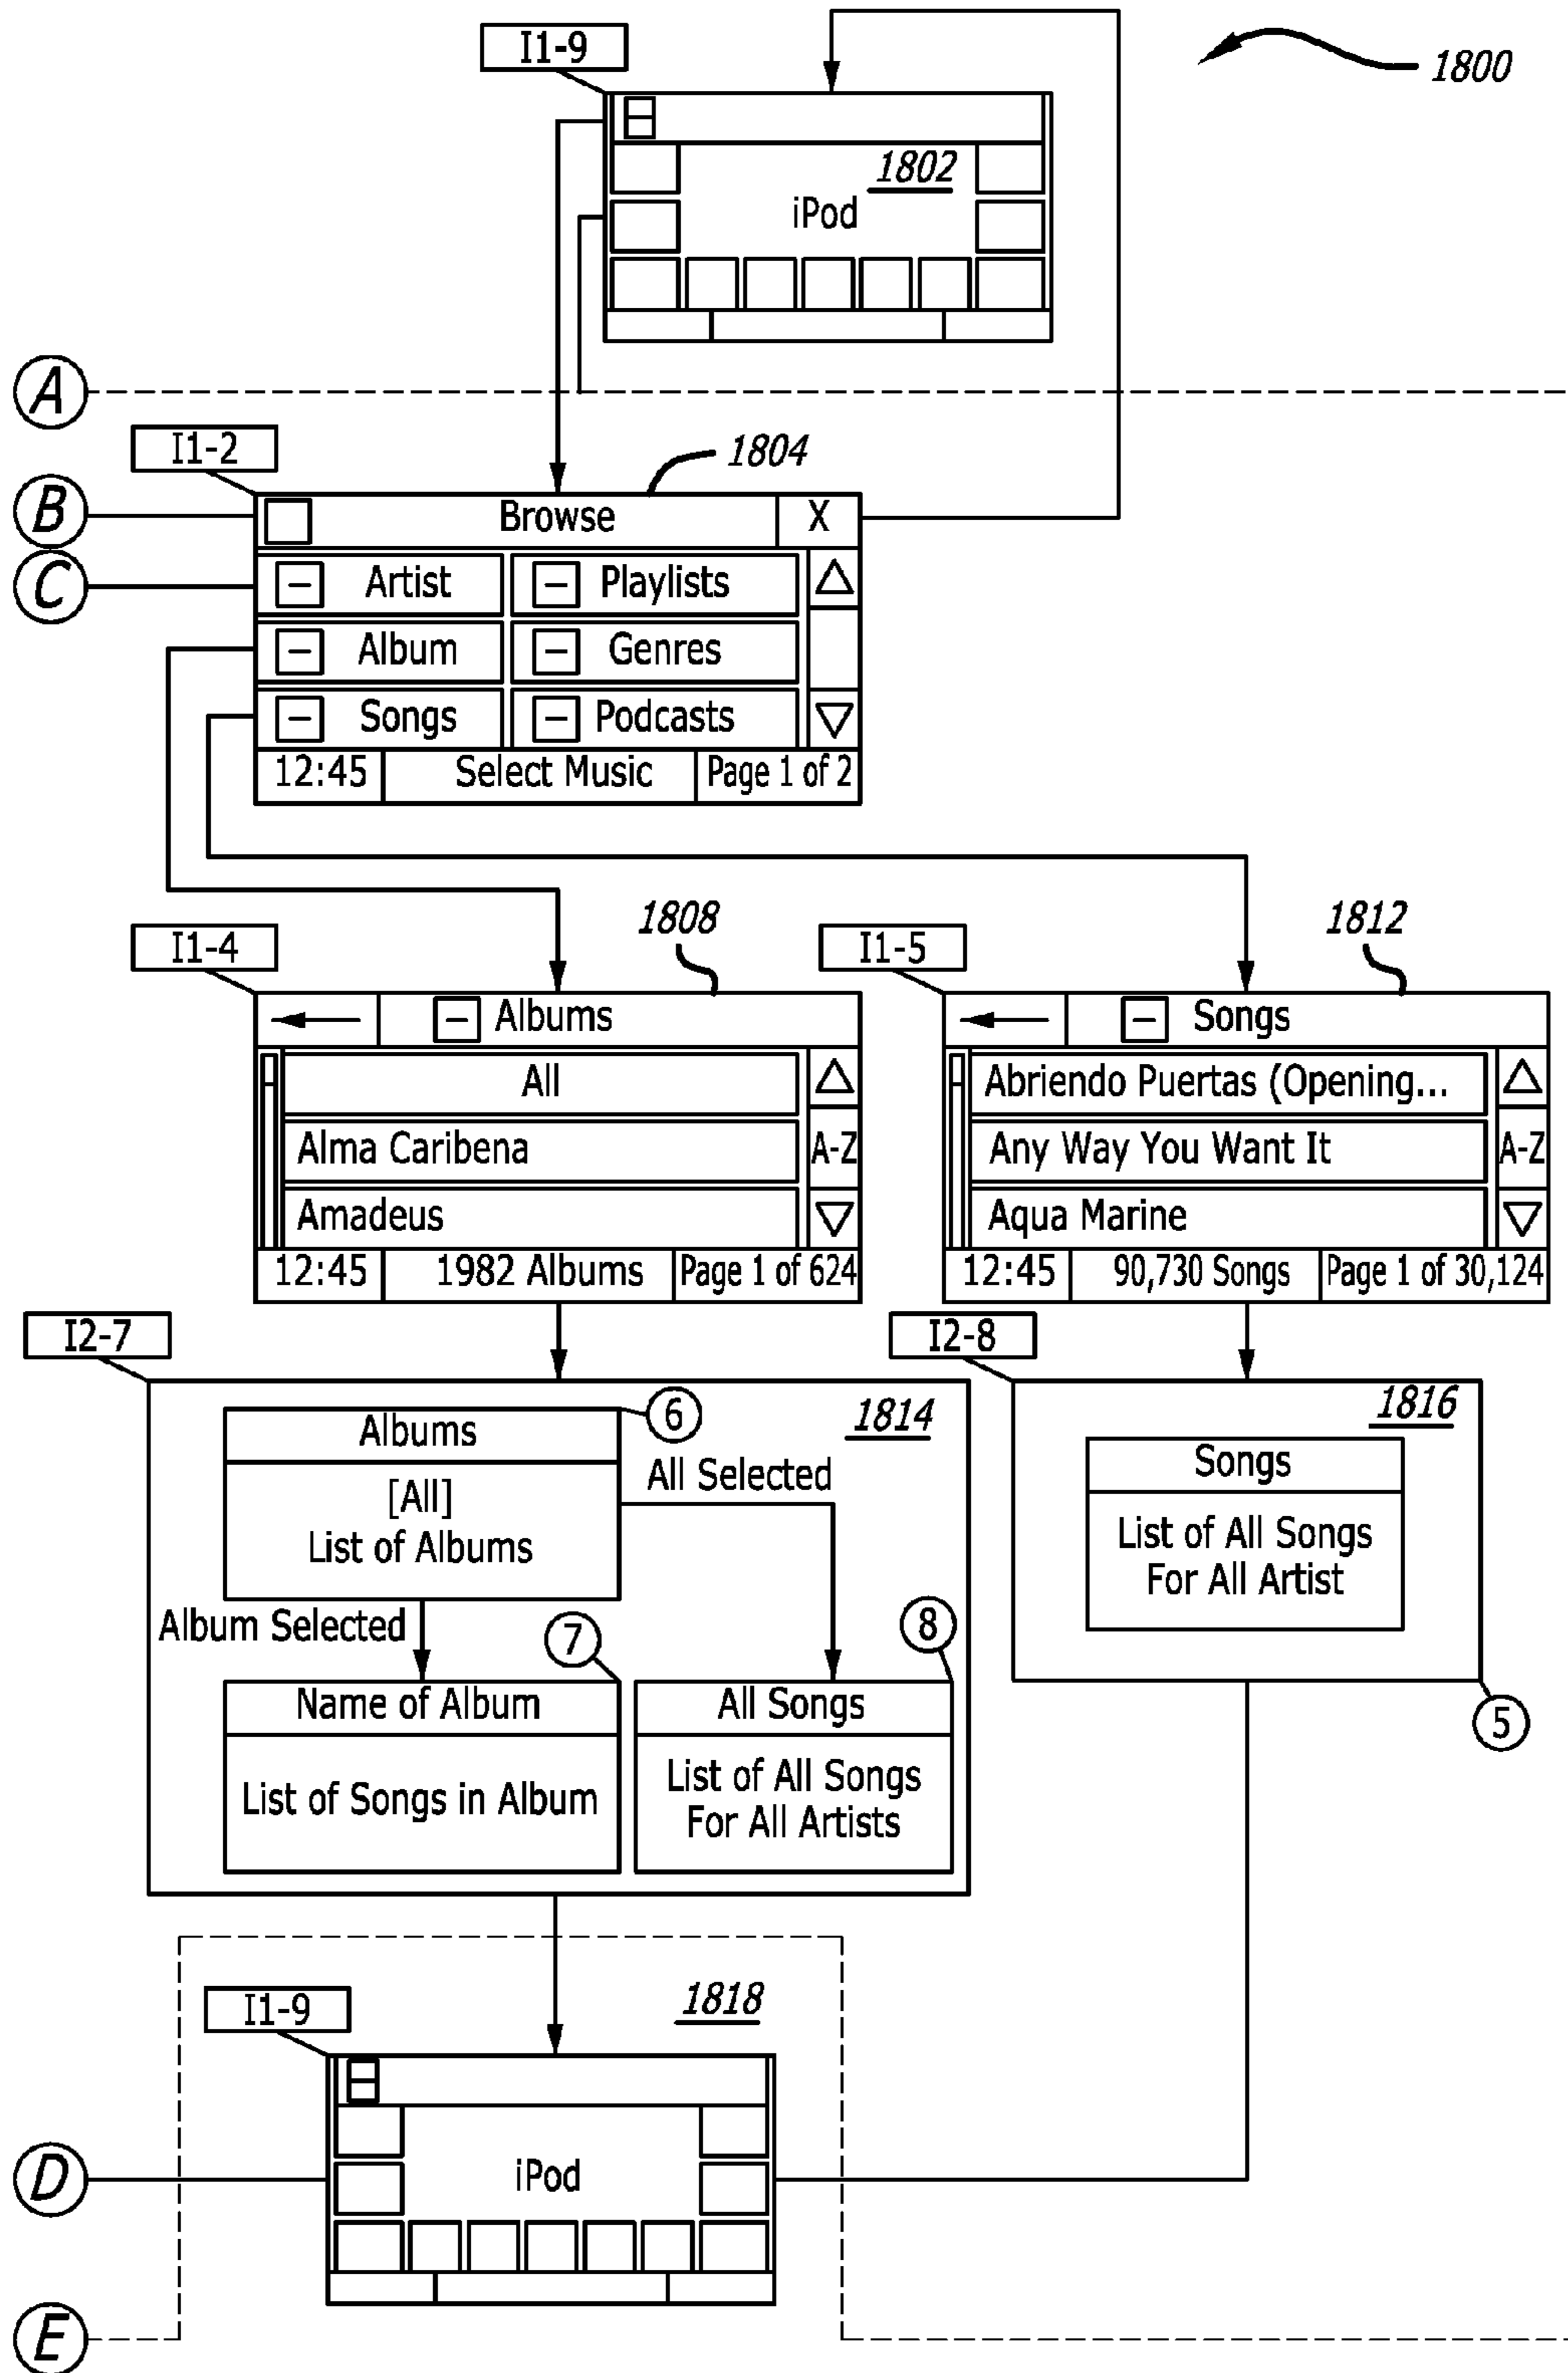 I1-9
1800
1802
iPod
A
I1-2
1804
B
Browse X
C
Artist Playlists
Album Genres
Songs Podcasts
12:45 Select Music Page 1 of 2
I1-4
1808
I1-5
1812
Albums
All
Alma Caribena
A-Z
Amadeus
12:45 1982 Albums Page 1 of 624
Songs
Abriendo Puertas (Opening...
Any Way You Want It
A-Z
Aqua Marine
12:45 90,730 Songs Page 1 of 30,124
I2-7
I2-8
6
1814
Albums
[All]
List of Albums
All Selected
Album Selected
7
8
Name of Album
List of Songs in Album
All Songs
List of All Songs
For All Artists
1816
Songs
List of All Songs
For All Artist
5
I1-9
1818
D
iPod
E